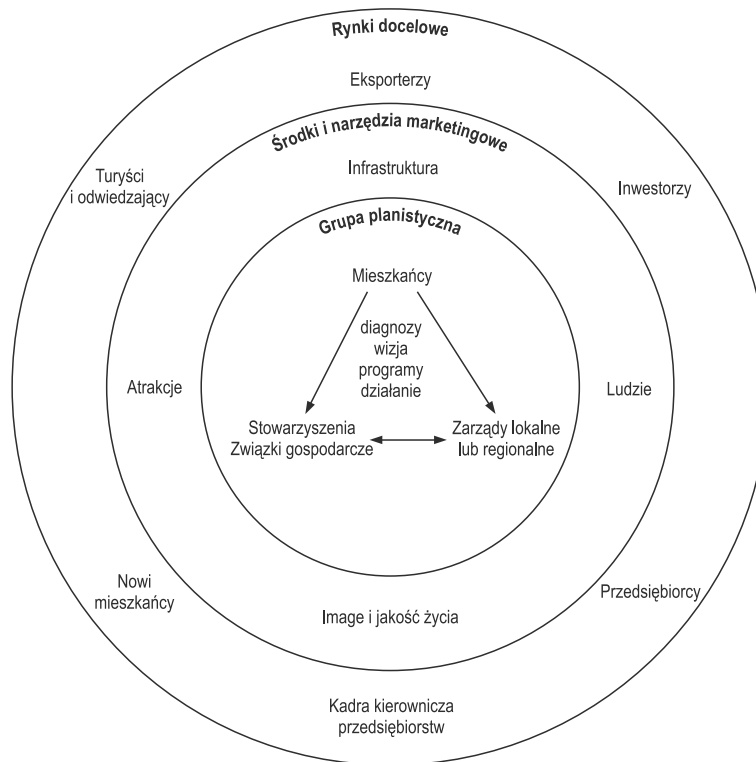 Rynki docelowe
Eksporterzy
Środki i narzędzia marketingowe
Turyści
i odwiedzający
Infrastruktura
Inwestorzy
Grupa planistyczna
Mieszkańcy
diagnozy
wizja
programy
działanie
Atrakcje
Ludzie
Stowarzyszenia
Związki gospodarcze
Zarządy lokalne
lub regionalne
Nowi
mieszkańcy
Przedsiębiorcy
Image i jakość życia
Kadra kierownicza
przedsiębiorstw